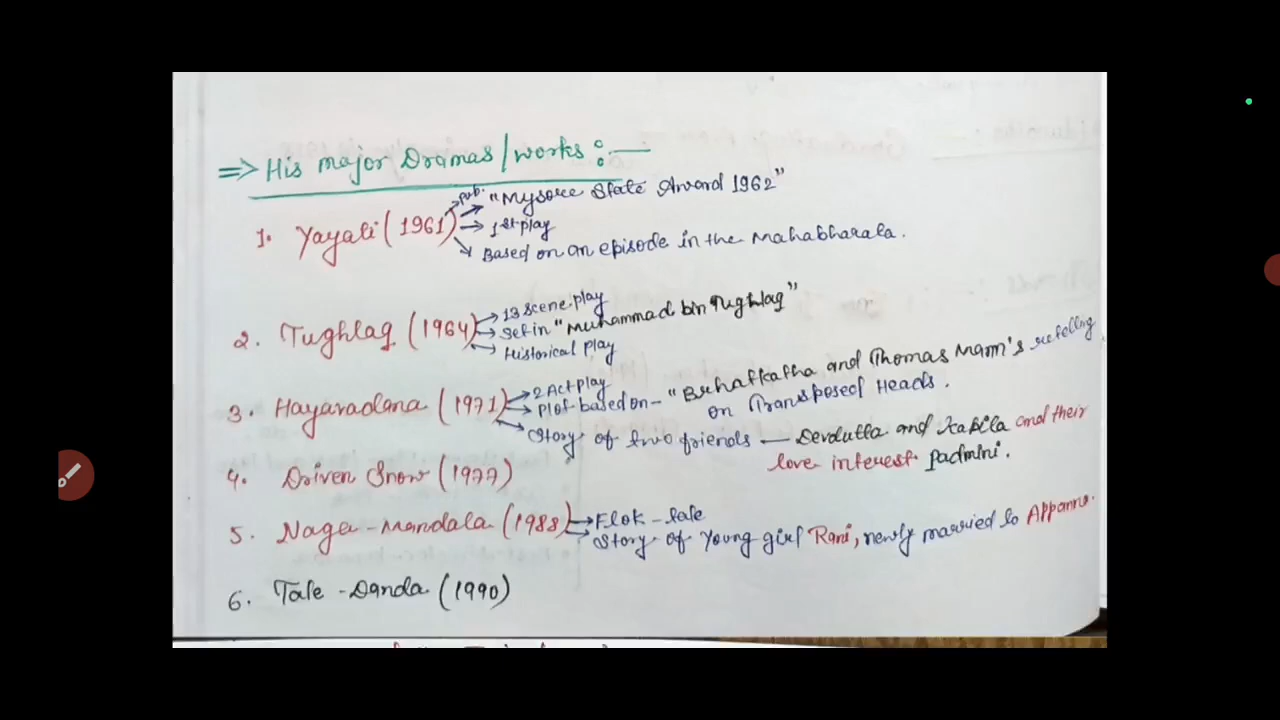 => His major Dramas/works :—
1. Yayati (1961) pub. → "Mysore State Award 1962"
→ 1st play
→ Based on an episode in the Mahabharala.
2. Tughlaq (1964) → 13 scene play
→ Set in "Muhammad bin Tughlaq"
→ Historical play
3. Hayavadana (1971) → 2 Act play
→ Plot based on – "Brhatkatha and Thomas Mann's retelling
on Transposed Heads.
→ Story of two friends — Devdutta and Kapila and their
love interest padmini.
4. Driven Snow (1977)
5. Naga-Mandala (1988) → Flok-tale
→ Story of young girl Rani, newly married to Appanna.
6. Tale-Danda (1990)